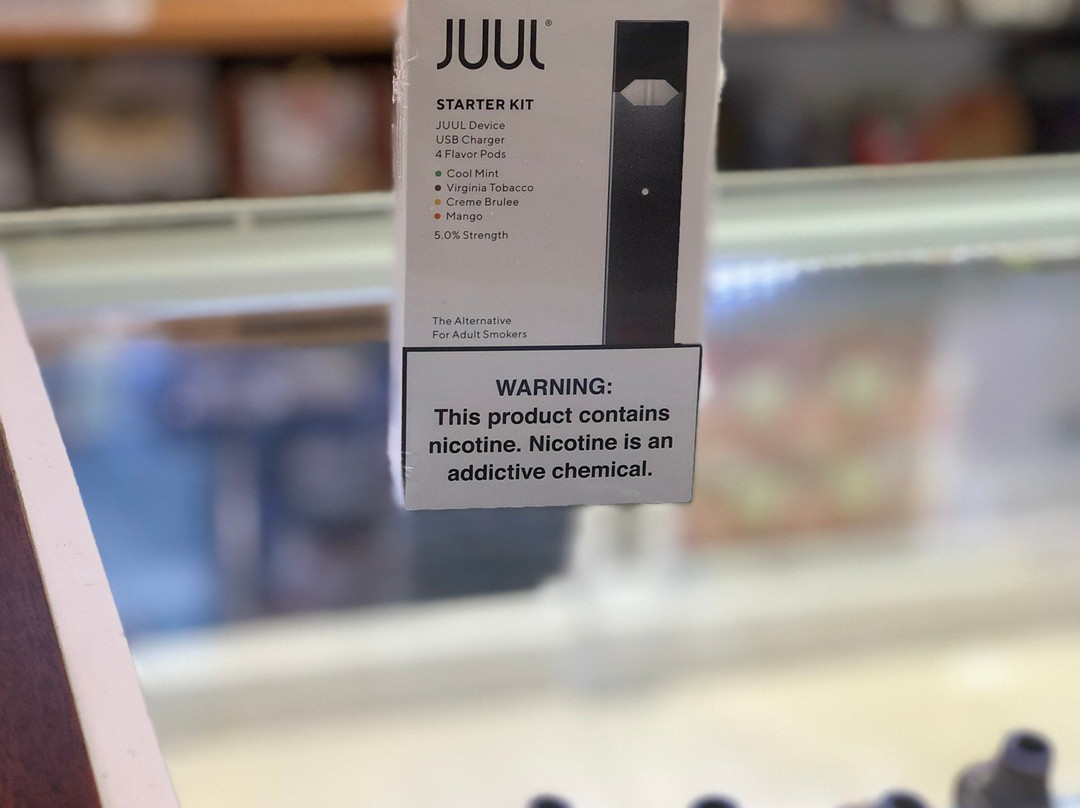 JUUL®
STARTER KIT
JUUL Device
USB Charger
4 Flavor Pods
Cool Mint
Virginia Tobacco
Creme Brulee
Mango
5.0% Strength
The Alternative
For Adult Smokers
WARNING:
This product contains
nicotine. Nicotine is an
addictive chemical.